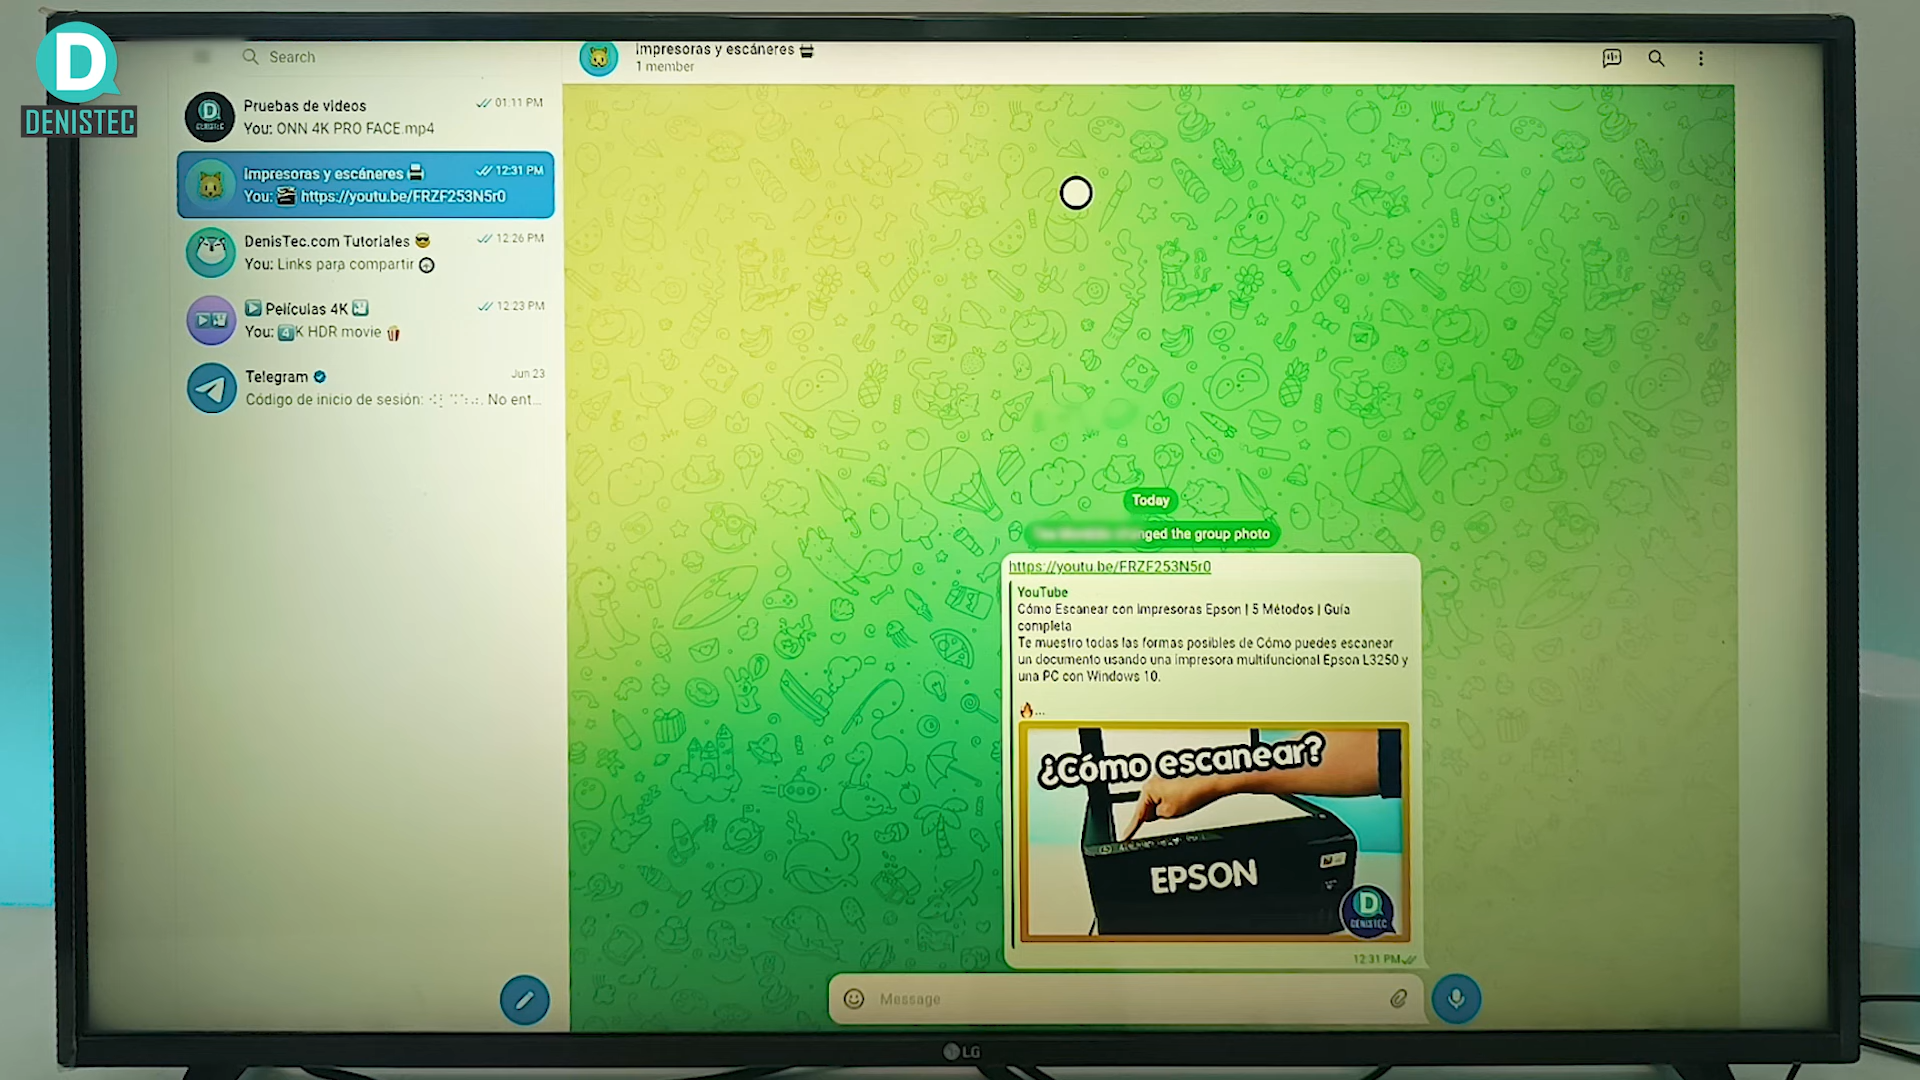 D
DENISTEC
Search
Pruebas de videos
01:11 PM
You: ONN 4K PRO FACE.mp4
Impresoras y escáneres
12:31 PM
You: https://youtu.be/FRZF253N5r0
DenisTec.com Tutoriales
12:26 PM
You: Links para compartir
Películas 4K
12:23 PM
You: 4K HDR movie
Telegram
Jun 23
Código de inicio de sesión: No ent...
Impresoras y escáneres
1 member
Today
nged the group photo
https://youtu.be/FRZF253N5r0
YouTube
Cómo Escanear con Impresoras Epson | 5 Métodos | Guía
completa
Te muestro todas las formas posibles de Cómo puedes escanear
un documento usando una impresora multifuncional Epson L3250 y
una PC con Windows 10.
...
¿Cómo escanear?
EPSON
D
DENISTEC
12:31 PM
Message
LG